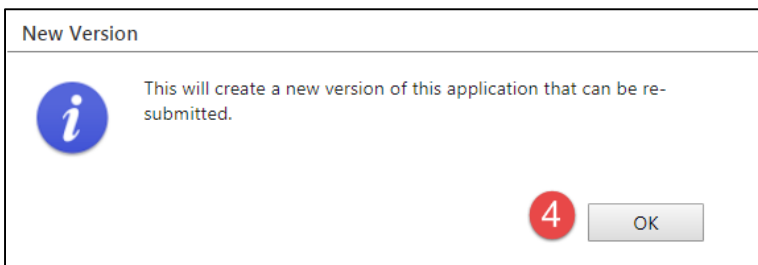 New Version
This will create a new version of this application that can be re-
submitted.
4
OK